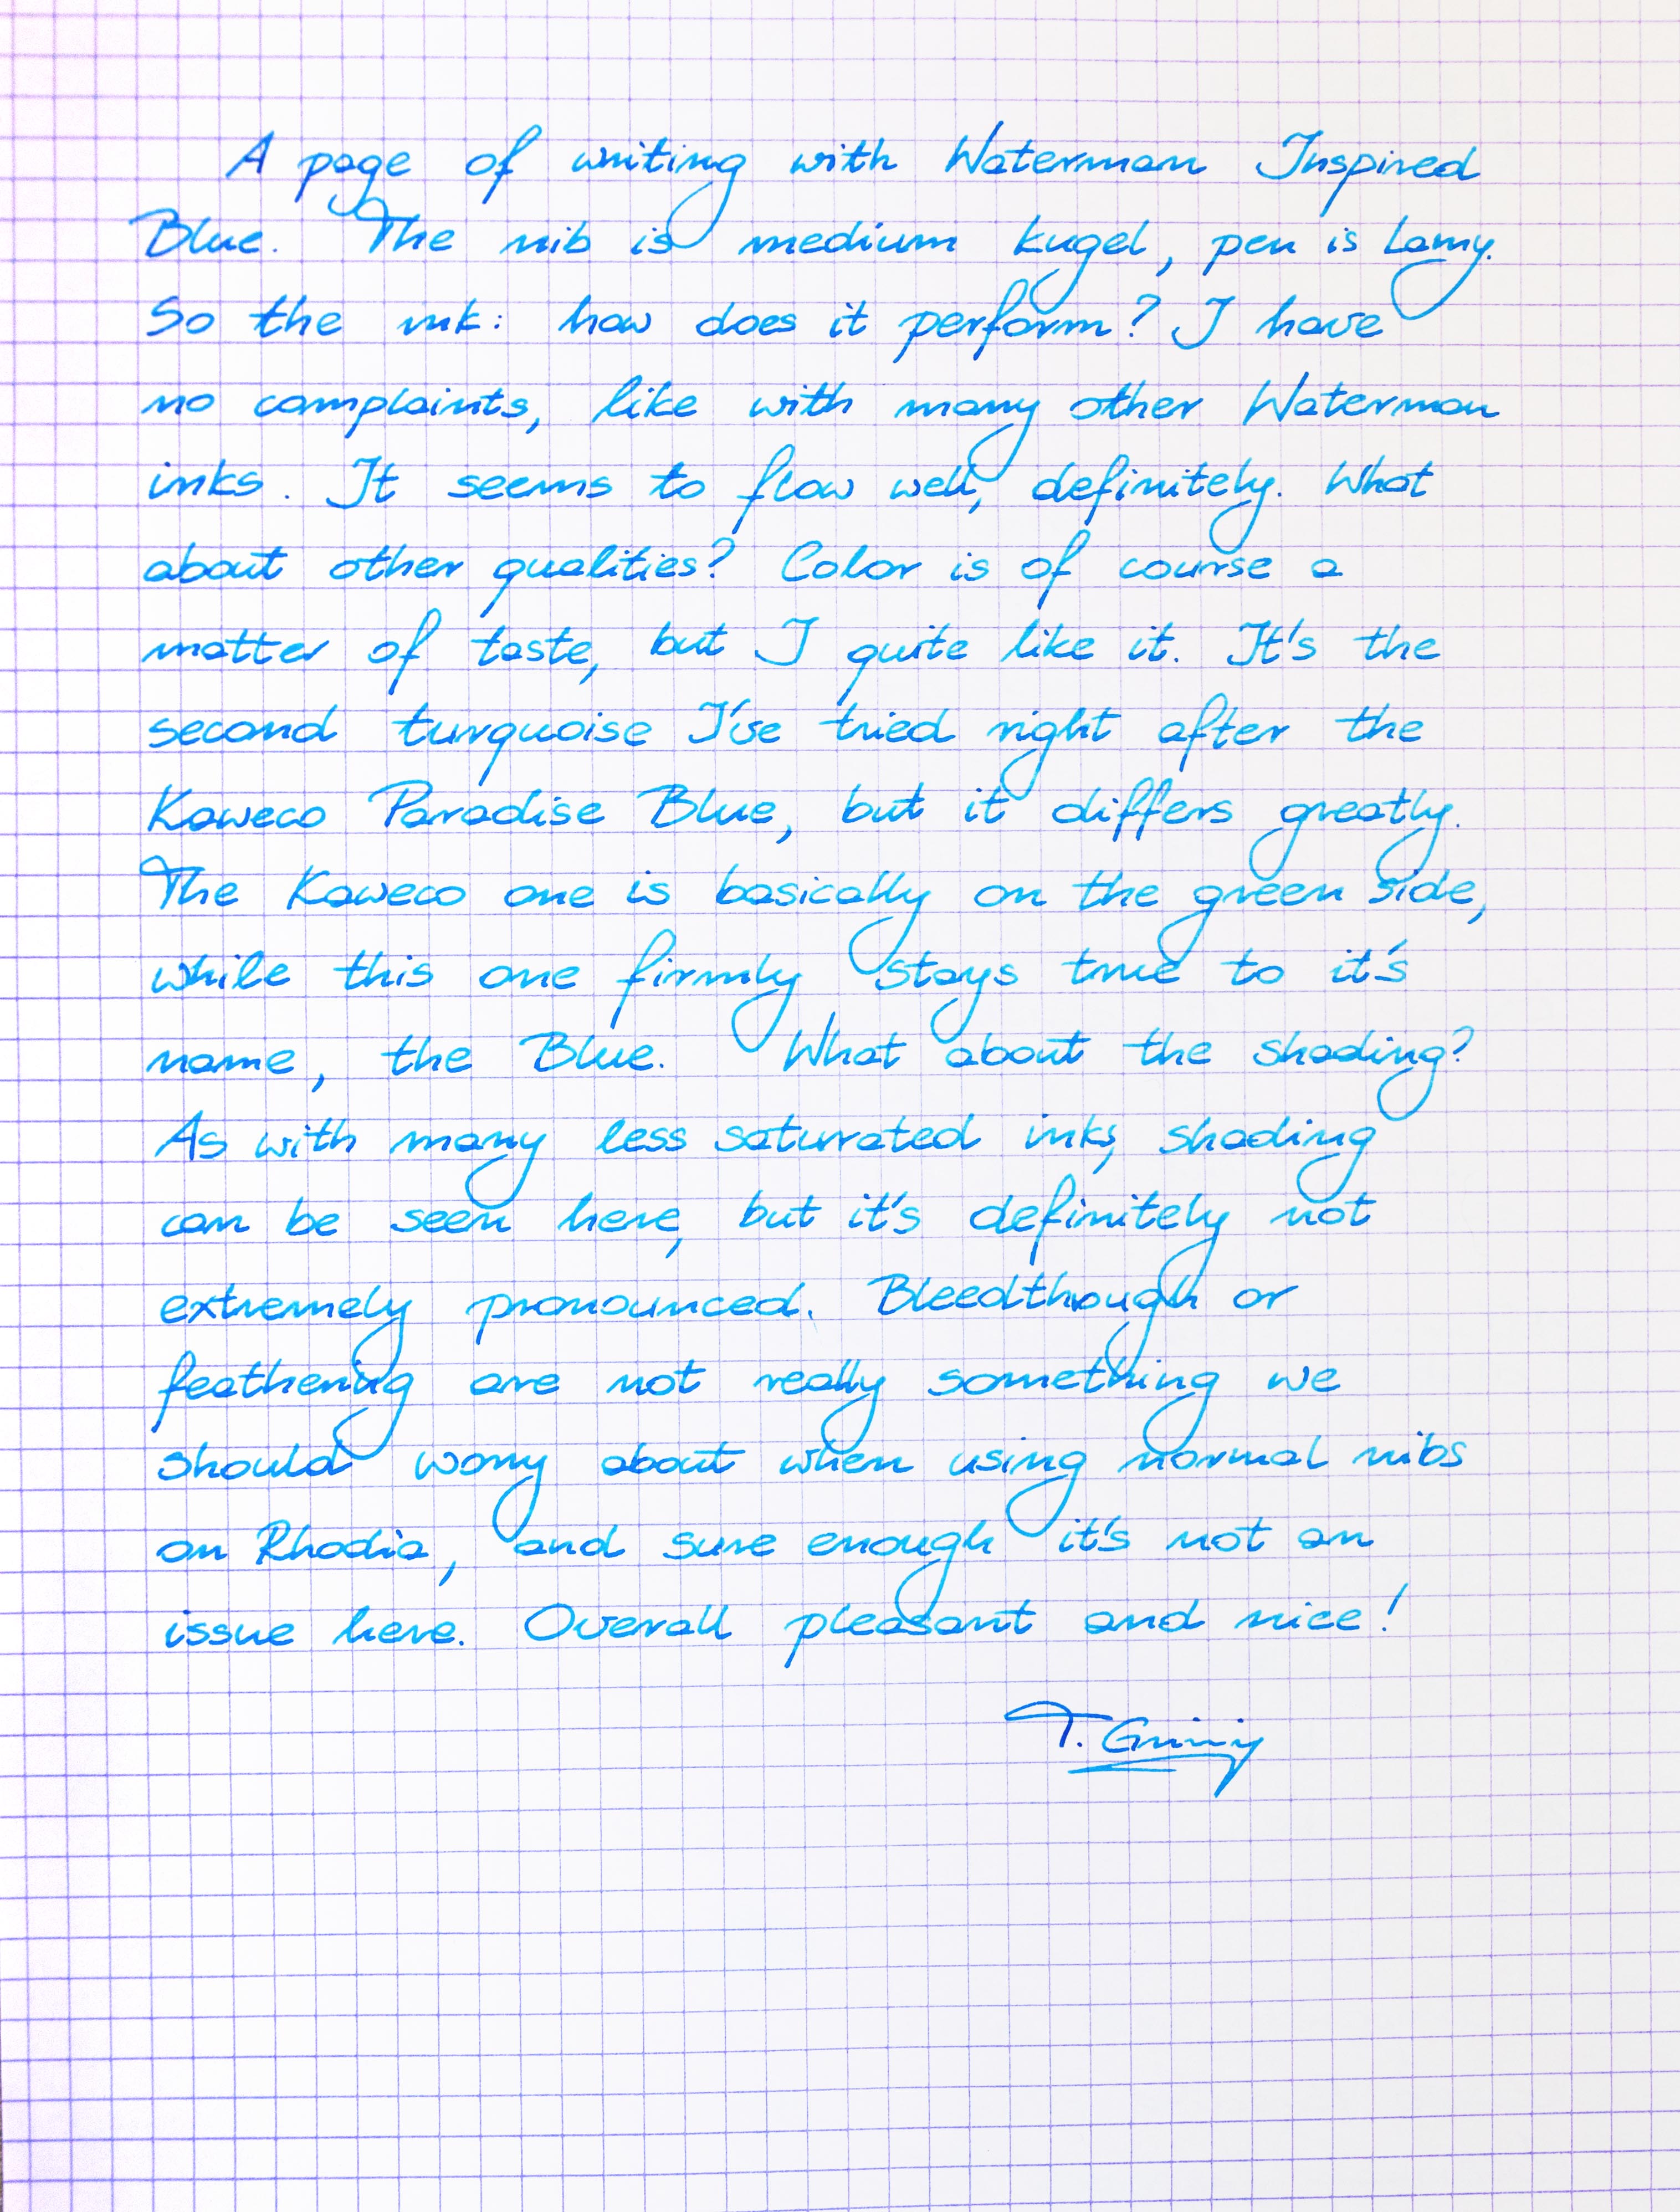 A page of writing with Waterman Inspired
Blue. The nib is medium kugel, pen is Lamy.
So the ink: how does it perform? I have
no complaints, like with many other Waterman
inks. It seems to flow well, definitely. What
about other qualities? Color is of course a
matter of taste, but I quite like it. It's the
second turquoise I've tried right after the
Kaweco Paradise Blue, but it differs greatly.
The Kaweco one is basically on the green side,
while this one firmly stays true to it's
name, the Blue. What about the shading?
As with many less saturated inks, shading
can be seen here, but it's definitely not
extremely pronounced. Bleedthough or
feathering are not really something we
should worry about when using normal nibs
on Rhodia, and sure enough it's not an
issue here. Overall pleasant and nice!
T.